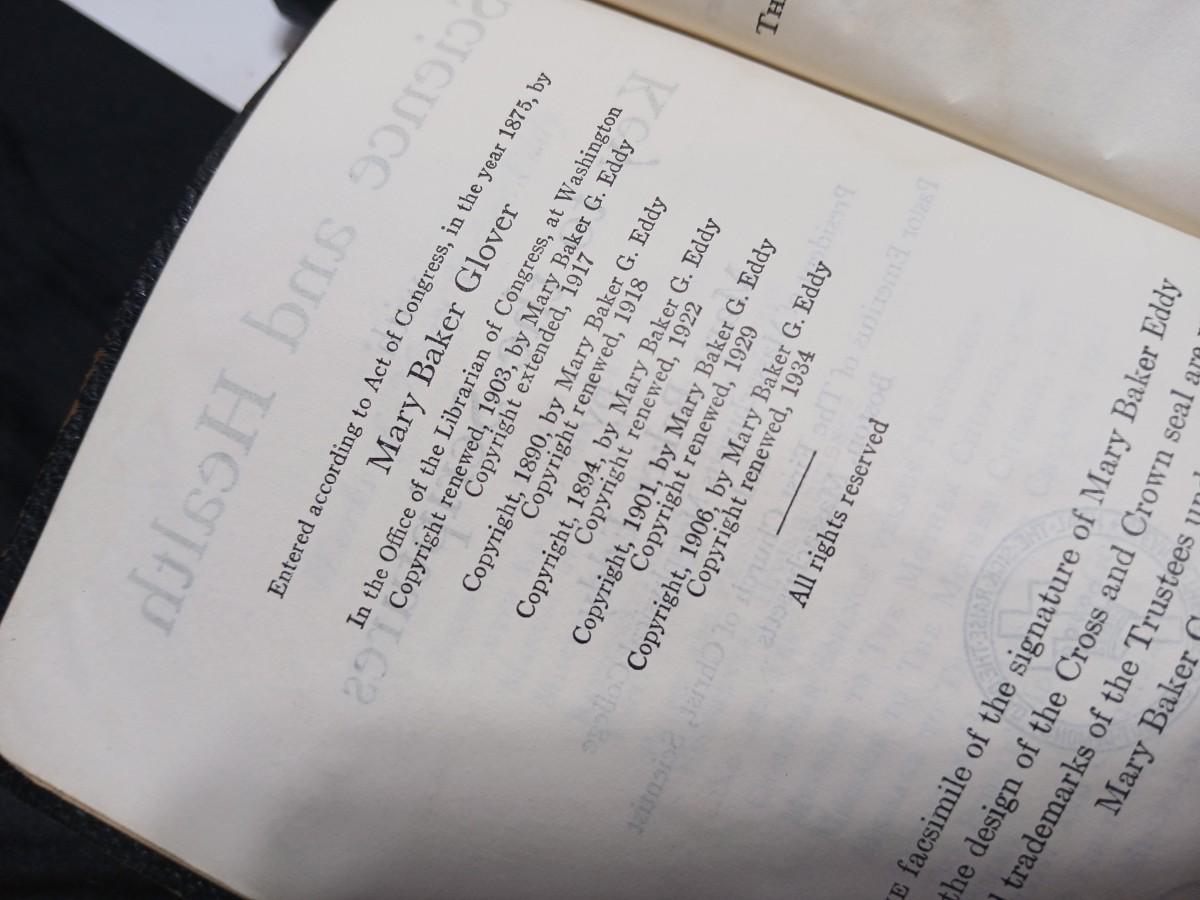 Entered according to Act of Congress, in the year 1875, by
Mary Baker Glover
In the Office of the Librarian of Congress, at Washington
Copyright renewed, 1903, by Mary Baker G. Eddy
Copyright extended, 1917
Copyright, 1890, by Mary Baker G. Eddy
Copyright renewed, 1918
Copyright, 1894, by Mary Baker G. Eddy
Copyright renewed, 1922
Copyright, 1901, by Mary Baker G. Eddy
Copyright renewed, 1929
Copyright, 1906, by Mary Baker G. Eddy
Copyright renewed, 1934
All rights reserved
facsimile of the signature of Mary Baker Eddy
the design of the Cross and Crown seal are
trademarks of the Trustees
Mary Baker G.
Science and Health